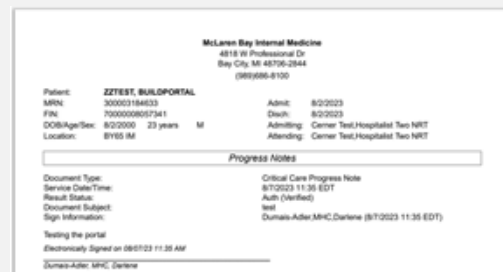 McLaren Bay Internal Medicine
4818 W Professional Dr
Bay City, MI 48706-2844
(989)686-8100
Patient: ZZTEST, BUILDPORTAL
MRN: 300003184633 Admit: 8/2/2023
FIN: 70000008057341 Disch: 8/2/2023
DOB/Age/Sex: 8/2/2000 23 years M Admitting: Cerner Test,Hospitalist Two NRT
Location: BY65 IM Attending: Cerner Test,Hospitalist Two NRT
Progress Notes
Document Type: Critical Care Progress Note
Service Date/Time: 8/7/2023 11:35 EDT
Result Status: Auth (Verified)
Document Subject: test
Sign Information: Dumais-Adler,MHC,Darlene (8/7/2023 11:35 EDT)
Testing the portal
Electronically Signed on 08/07/23 11:35 AM
Dumais-Adler, MHC, Darlene